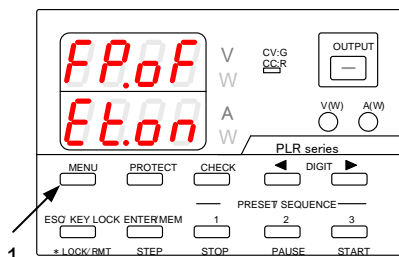 FP.oF V
W
CV:G
CC:R
OUTPUT
Et.on A
W
V(W) A(W)
PLR series
MENU PROTECT CHECK ◀ DIGIT ▶
PRESET/ SEQUENCE
ESC/ KEY LOCK ENTER/MEM 1 2 3
1 * LOCK/RMT STEP STOP PAUSE START